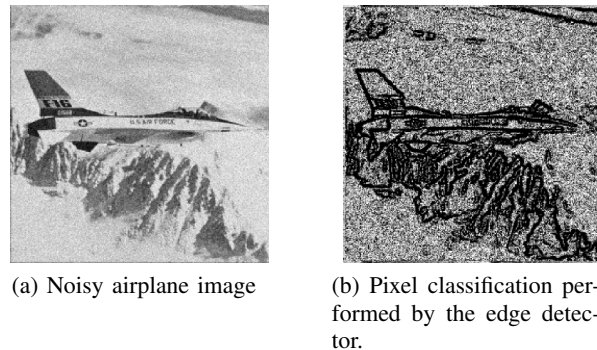 F16
U.S AIR FORCE
(a) Noisy airplane image
(b) Pixel classification per-
formed by the edge detec-
tor.